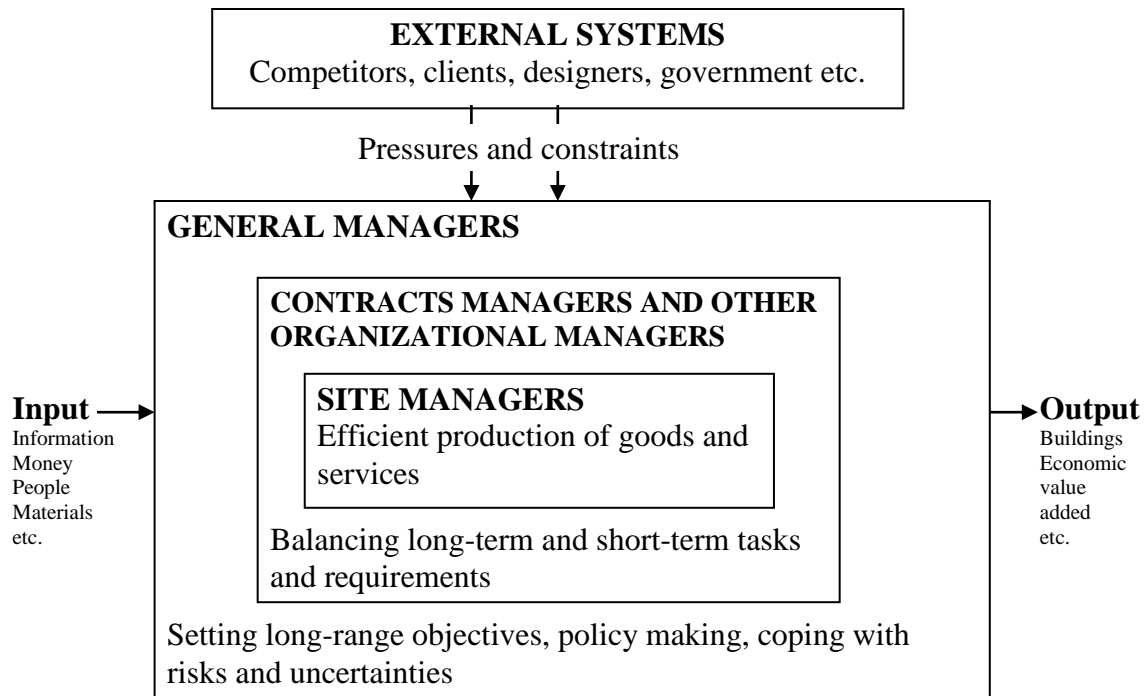 EXTERNAL SYSTEMS
Competitors, clients, designers, government etc.
Pressures and constraints
GENERAL MANAGERS
CONTRACTS MANAGERS AND OTHER
ORGANIZATIONAL MANAGERS
SITE MANAGERS
Efficient production of goods and
services
Balancing long-term and short-term tasks
and requirements
Setting long-range objectives, policy making, coping with
risks and uncertainties
Input
Information
Money
People
Materials
etc.
Output
Buildings
Economic
value
added
etc.